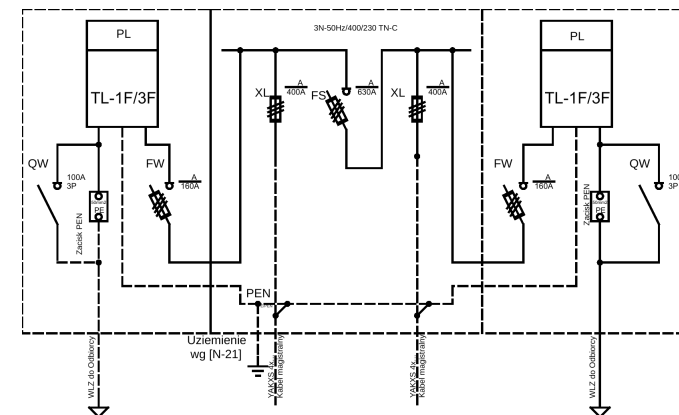 3N-50Hz/400/230 TN-C
PL
PL
TL-1F/3F
TL-1F/3F
XL
A
400A
FS
A
630A
XL
A
400A
QW
100A
3P
FW
A
160A
FW
A
160A
QW
100
3P
Zacisk PEN
PE
Zacisk PEN
PE
PEN
Uziemienie
wg [N-21]
WLZ do Odbiorcy
YAKXS 4x
Kabel magistralny
YAKXS 4x
Kabel magistralny
WLZ do Odbiorcy